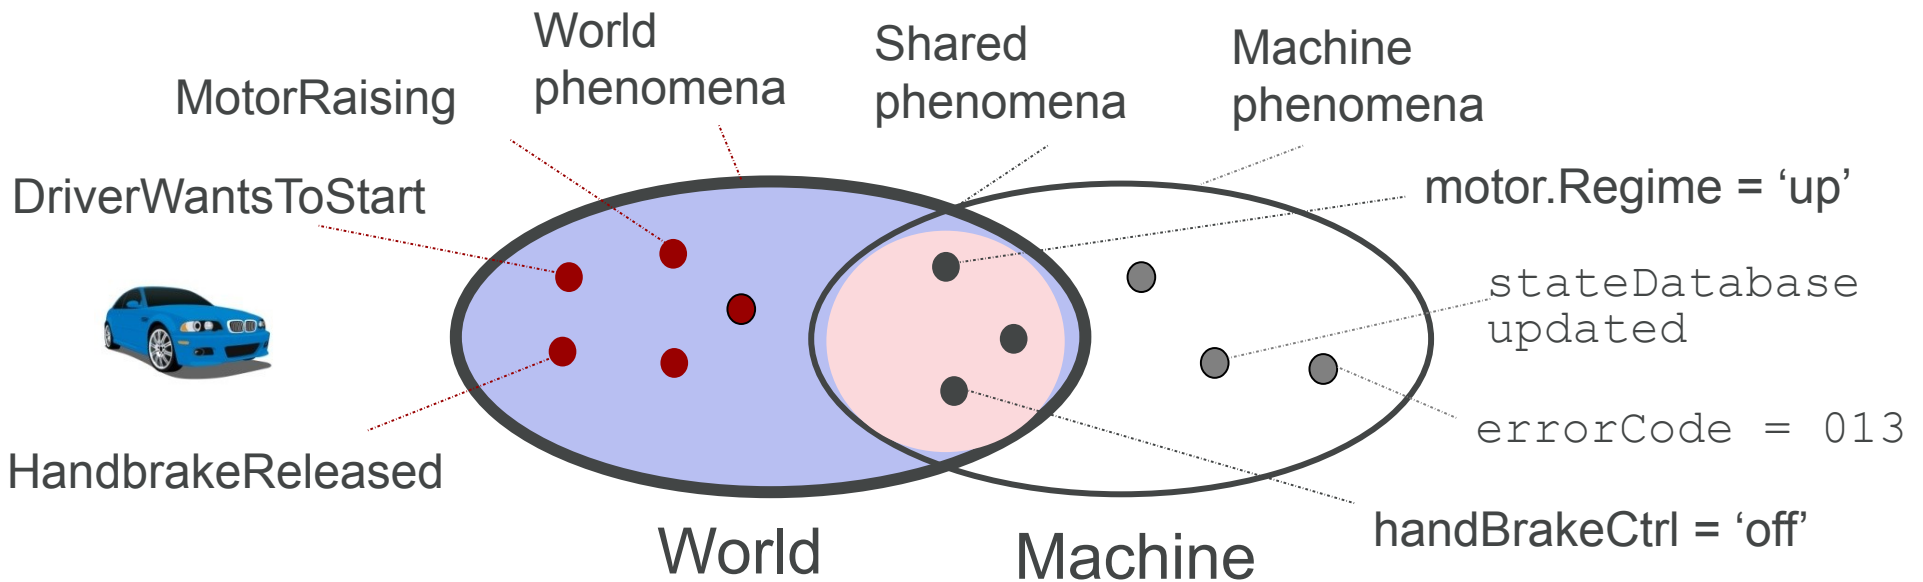 World
phenomena
Shared
phenomena
Machine
phenomena
MotorRaising
DriverWantsToStart
motor.Regime = ‘up’
stateDatabase
updated
errorCode = 013
HandbrakeReleased
handBrakeCtrl = ‘off’
World
Machine